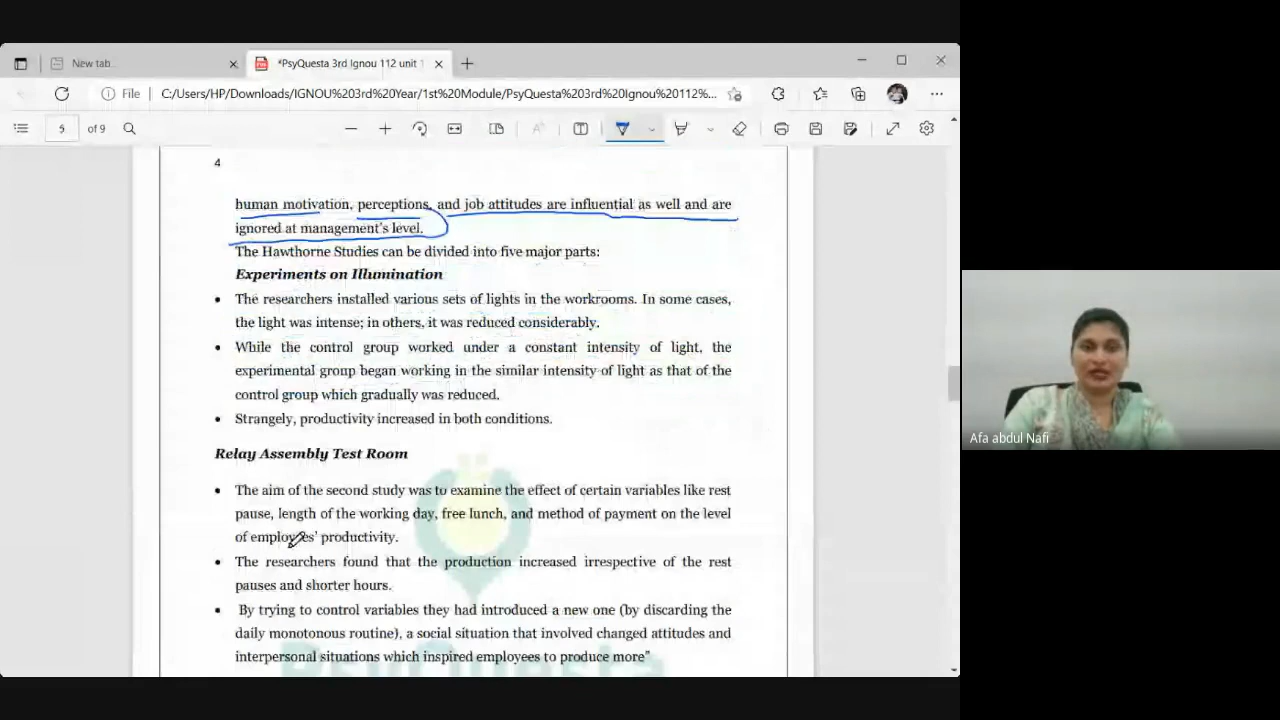 New tab
*PsyQuesta 3rd Ignou 112 unit 1
File
C:/Users/HP/Downloads/IGNOU%203rd%20Year/1st%20Module/PsyQuesta%203rd%20Ignou%20112%...
5 of 9
4
human motivation, perceptions, and job attitudes are influential as well and are
ignored at management's level.
The Hawthorne Studies can be divided into five major parts:
Experiments on Illumination
• The researchers installed various sets of lights in the workrooms. In some cases,
the light was intense; in others, it was reduced considerably.
• While the control group worked under a constant intensity of light, the
experimental group began working in the similar intensity of light as that of the
control group which gradually was reduced.
• Strangely, productivity increased in both conditions.
Relay Assembly Test Room
• The aim of the second study was to examine the effect of certain variables like rest
pause, length of the working day, free lunch, and method of payment on the level
of employees' productivity.
• The researchers found that the production increased irrespective of the rest
pauses and shorter hours.
• By trying to control variables they had introduced a new one (by discarding the
daily monotonous routine), a social situation that involved changed attitudes and
interpersonal situations which inspired employees to produce more”
PsyQuesta
Afa abdul Nafi